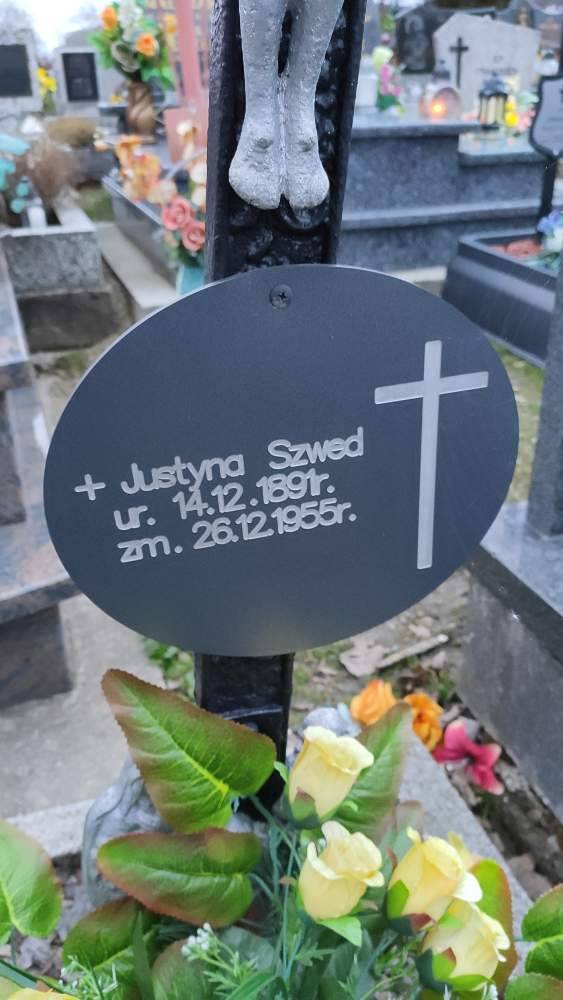 + Justyna Szwed
ur. 14.12.1891r.
zm. 26.12.1955r.